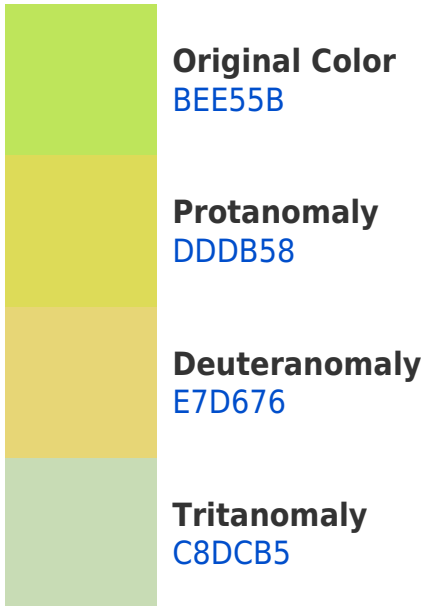 Original Color
BEE55B
Protanomaly
DDDB58
Deuteranomaly
E7D676
Tritanomaly
C8DCB5